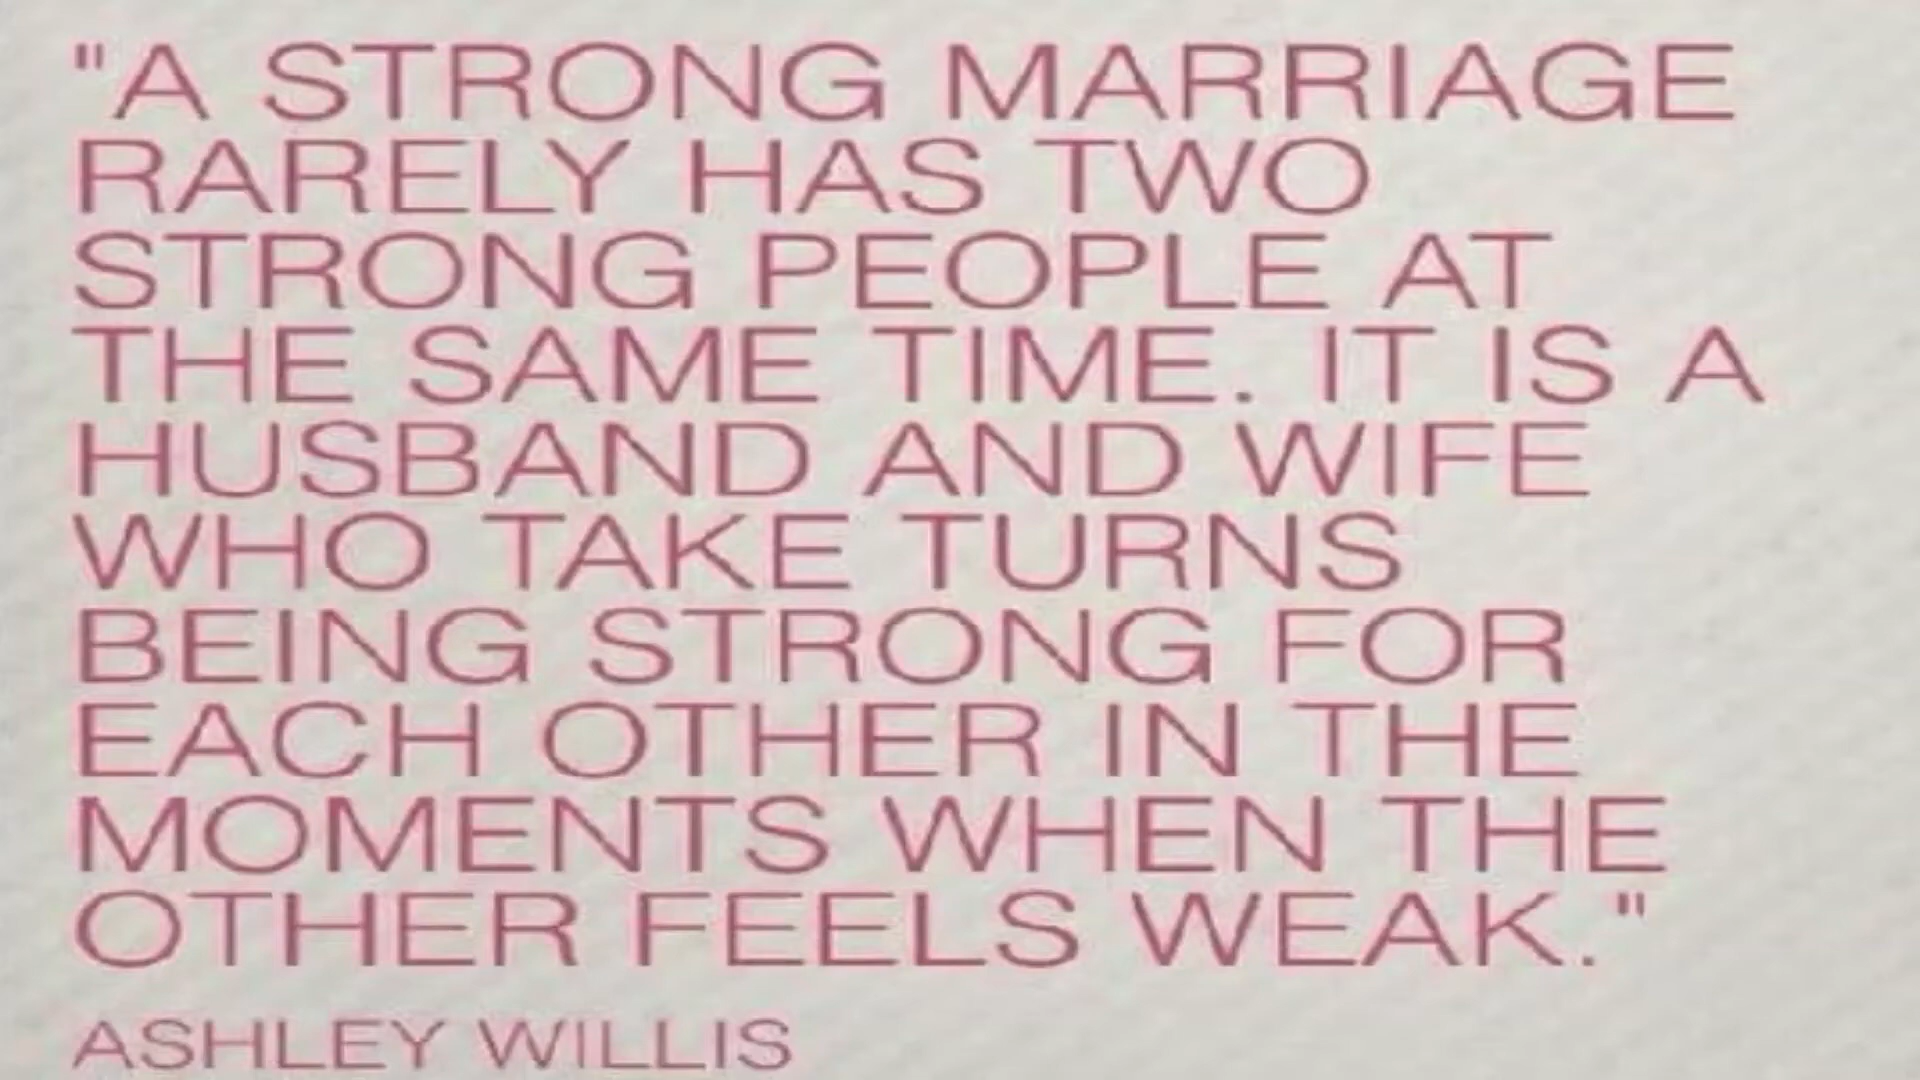 "A STRONG MARRIAGE
RARELY HAS TWO
STRONG PEOPLE AT
THE SAME TIME. IT IS A
HUSBAND AND WIFE
WHO TAKE TURNS
BEING STRONG FOR
EACH OTHER IN THE
MOMENTS WHEN THE
OTHER FEELS WEAK."
ASHLEY WILLIS